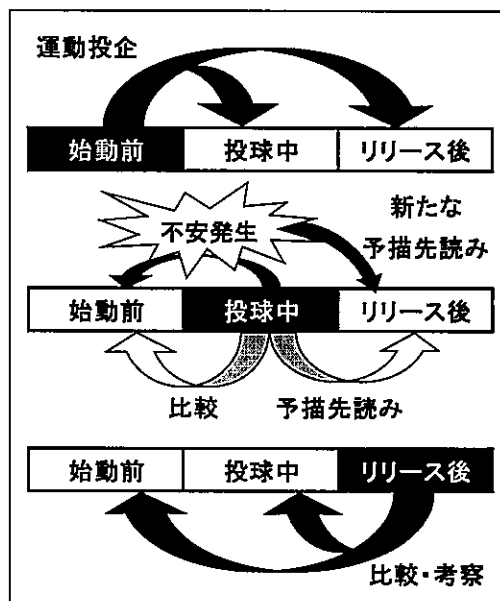 運動投企
始動前 投球中 リリース後
新たな
不安発生
予描先読み
始動前 投球中 リリース後
比較 予描先読み
始動前 投球中 リリース後
比較・考察